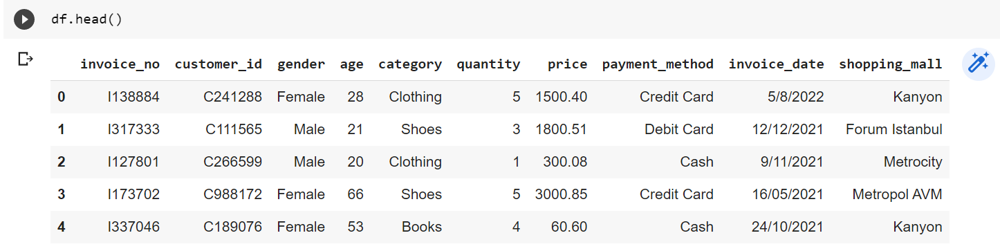 df.head()
invoice_no customer_id gender age category quantity price payment_method invoice_date shopping_mall
0 I138884 C241288 Female 28 Clothing 5 1500.40 Credit Card 5/8/2022 Kanyon
1 I317333 C111565 Male 21 Shoes 3 1800.51 Debit Card 12/12/2021 Forum Istanbul
2 I127801 C266599 Male 20 Clothing 1 300.08 Cash 9/11/2021 Metrocity
3 I173702 C988172 Female 66 Shoes 5 3000.85 Credit Card 16/05/2021 Metropol AVM
4 I337046 C189076 Female 53 Books 4 60.60 Cash 24/10/2021 Kanyon